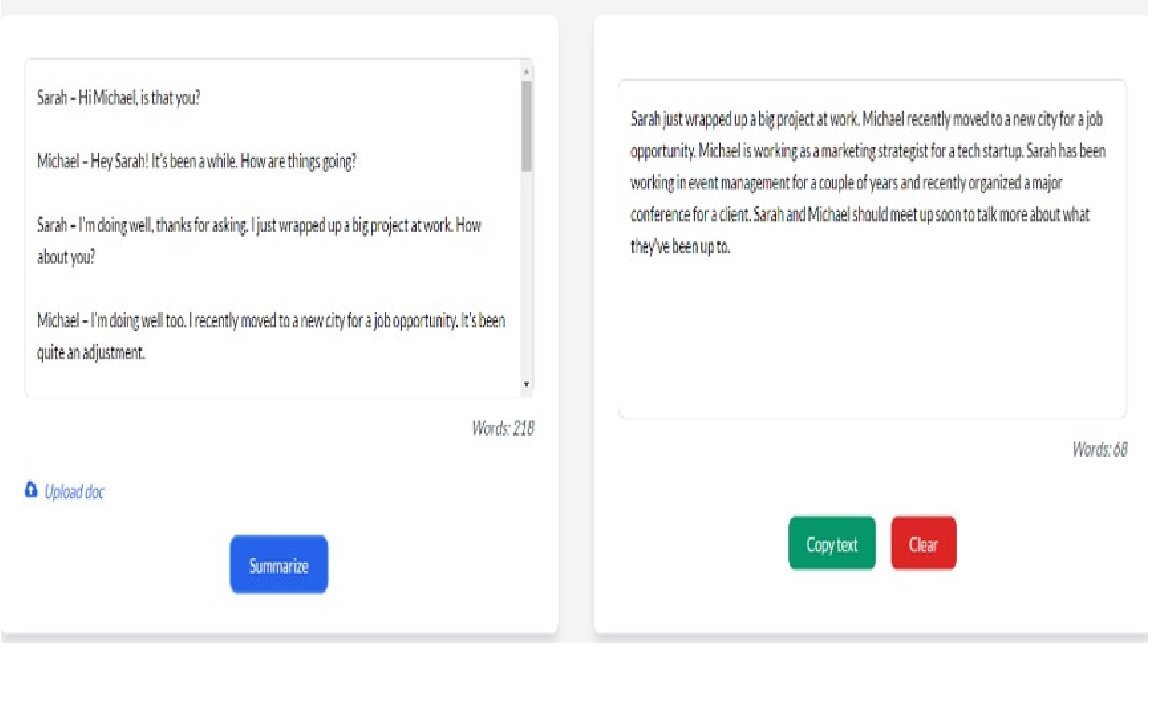 Sarah – Hi Michael, is that you?
Michael – Hey Sarah! It's been a while. How are things going?
Sarah – I'm doing well, thanks for asking. I just wrapped up a big project at work. How
about you?
Michael – I'm doing well too. I recently moved to a new city for a job opportunity. It's been
quite an adjustment.
Words: 218
Upload doc
Summarize
Sarah just wrapped up a big project at work. Michael recently moved to a new city for a job
opportunity. Michael is working as a marketing strategist for a tech startup. Sarah has been
working in event management for a couple of years and recently organized a major
conference for a client. Sarah and Michael should meet up soon to talk more about what
they've been up to.
Words: 68
Copy text
Clear